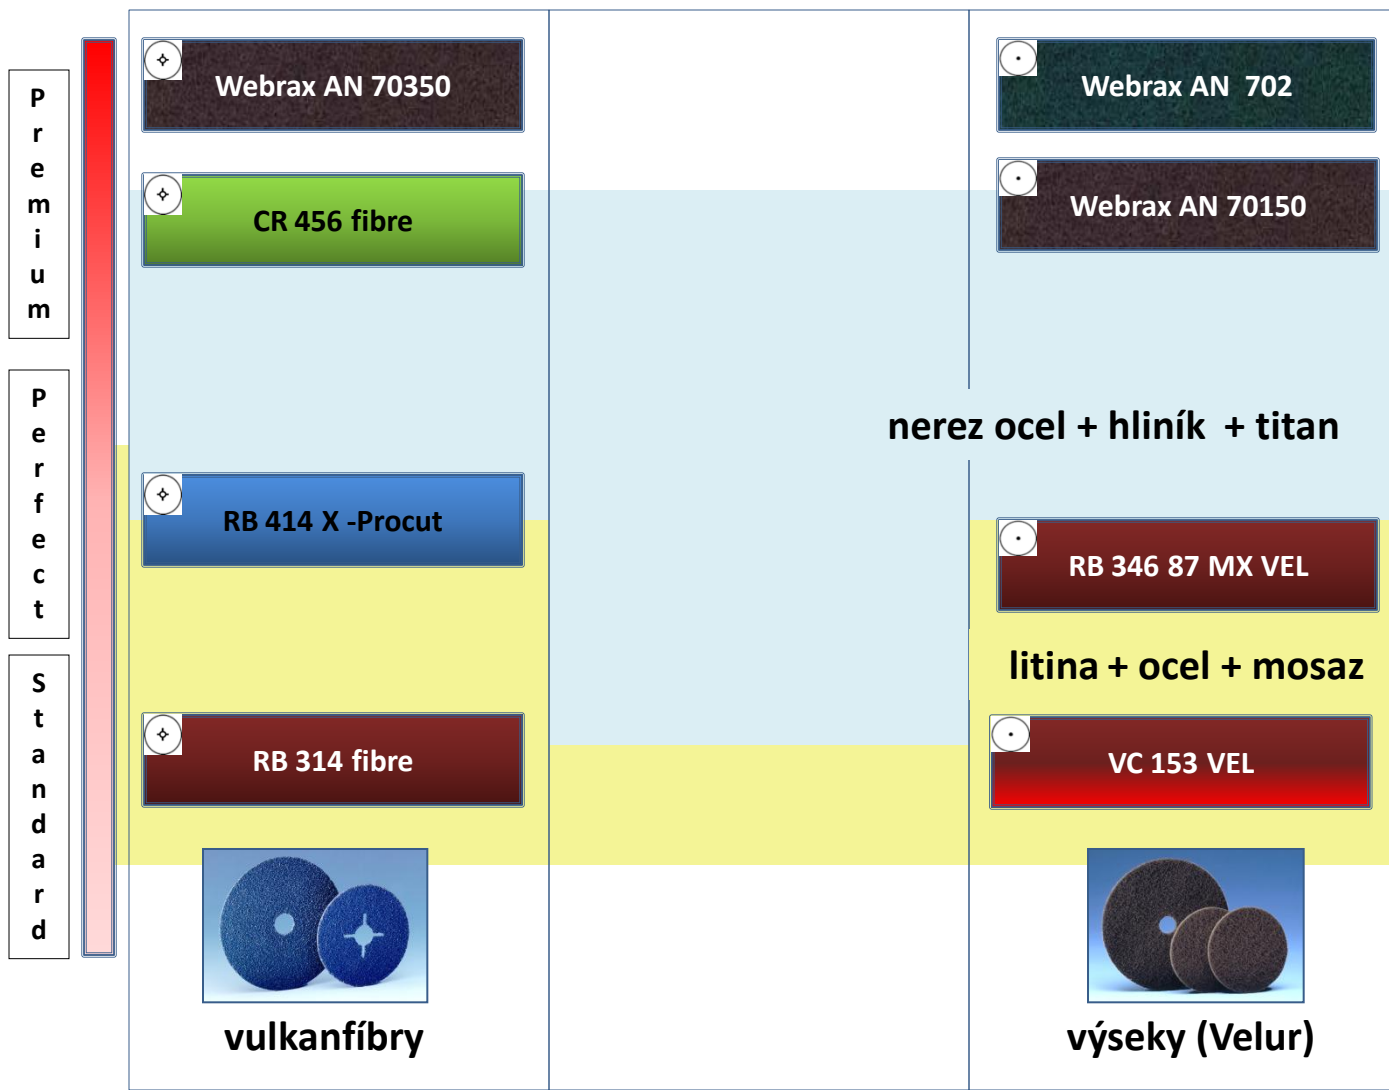 Premium
Perfect
Standard
Webrax AN 70350
CR 456 fibre
RB 414 X -Procut
RB 314 fibre
vulkanfíbry
Webrax AN  702
Webrax AN 70150
nerez ocel + hliník  + titan
RB 346 87 MX VEL
litina + ocel + mosaz
VC 153 VEL
výseky (Velur)